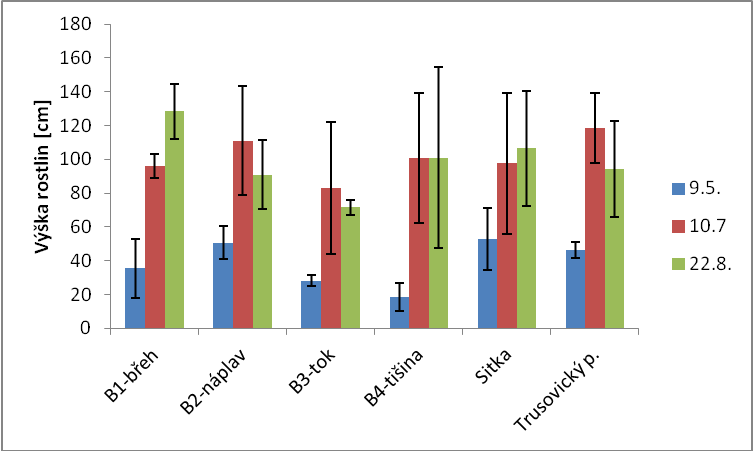 Výška rostlin [cm]
180
160
140
120
100
80
60
40
20
0
B1-břeh
B2-náplav
B3-tok
B4-tišina
Sitka
Trusovický p.
9.5.
10.7
22.8.